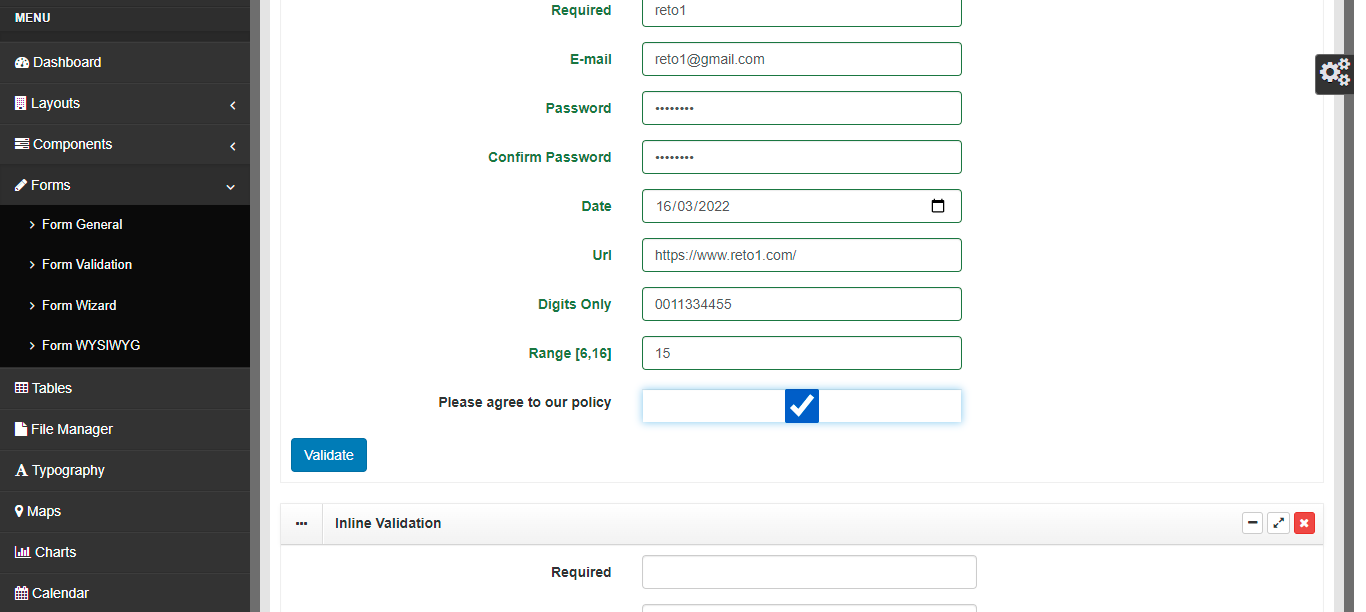 MENU
Dashboard
Layouts
Components
Forms
Form General
Form Validation
Form Wizard
Form WYSIWYG
Tables
File Manager
Typography
Maps
Charts
Calendar
Required reto1
E-mail reto1@gmail.com
Password ••••••••
Confirm Password ••••••••
Date 16/03/2022
Url https://www.reto1.com/
Digits Only 0011334455
Range [6,16] 15
Please agree to our policy
Validate
Inline Validation
Required